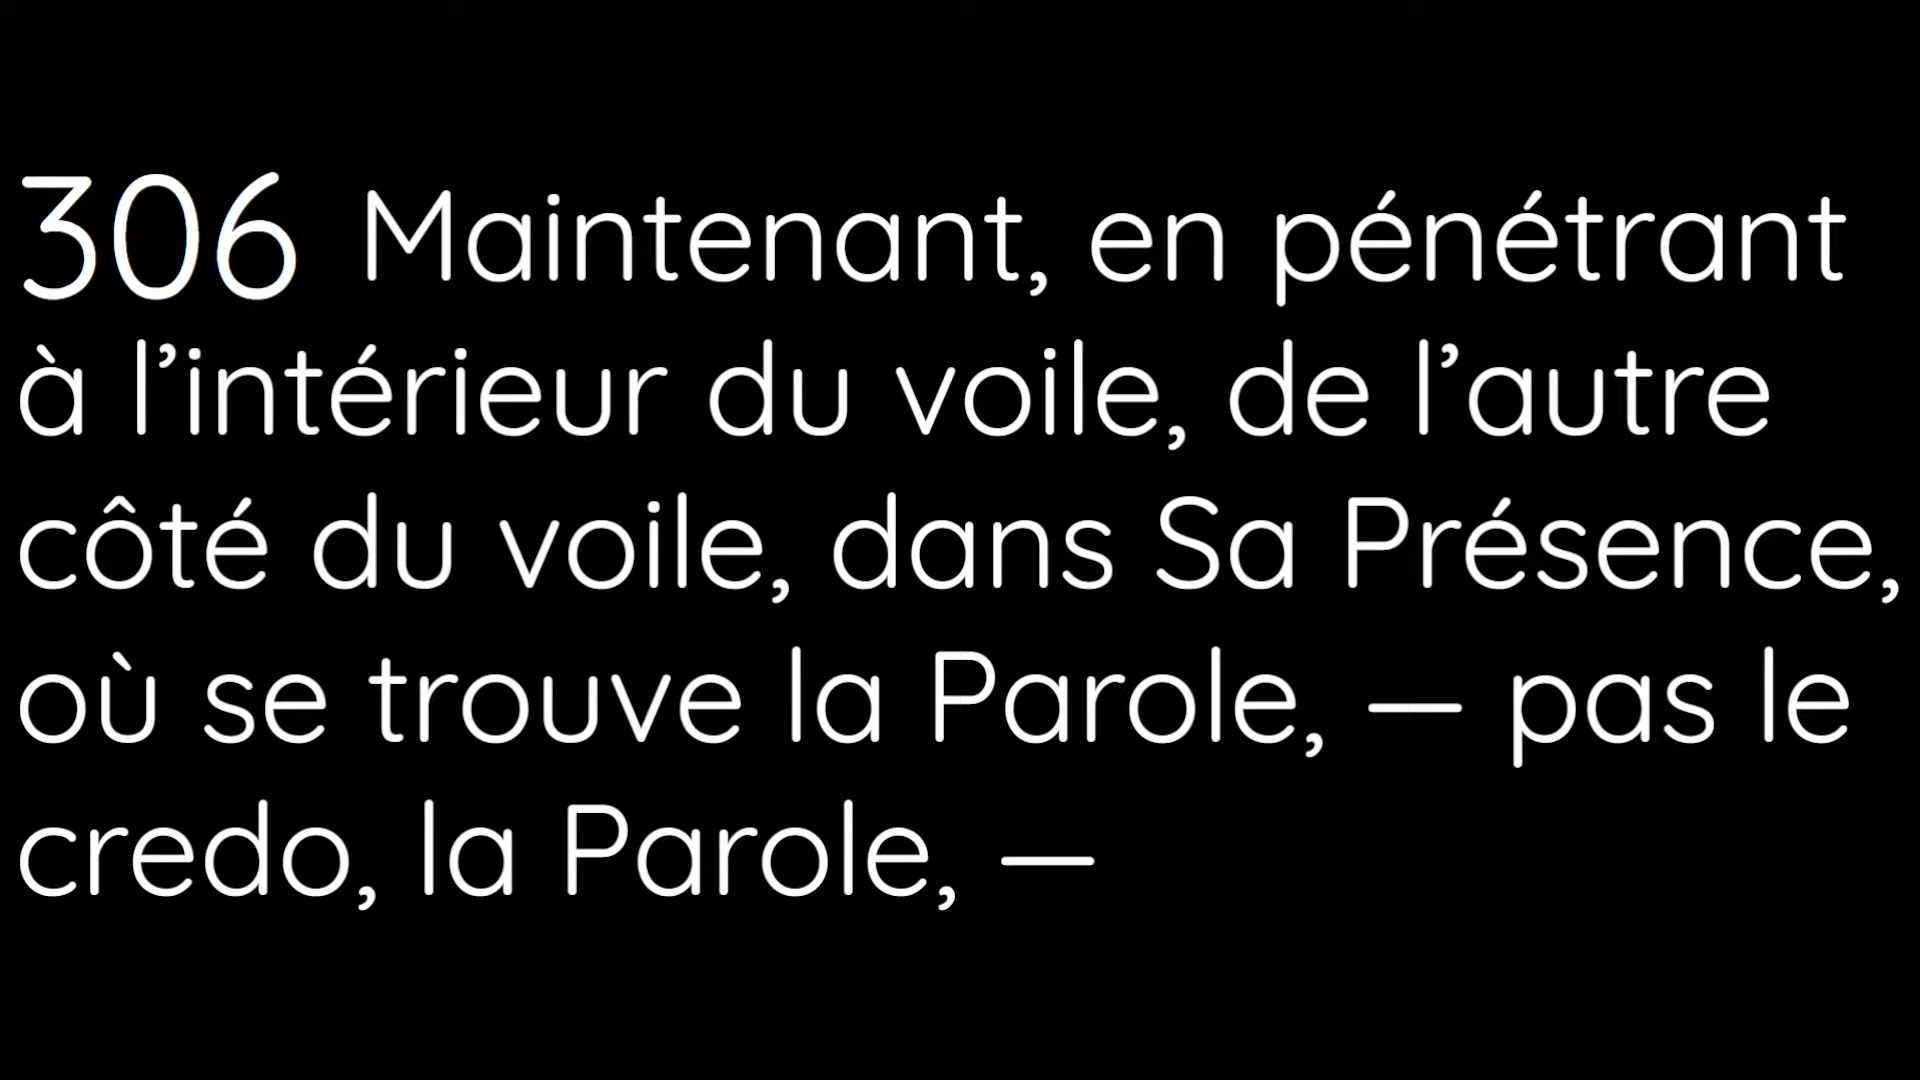 306 Maintenant, en pénétrant
à l’intérieur du voile, de l’autre
côté du voile, dans Sa Présence,
où se trouve la Parole, — pas le
credo, la Parole, —